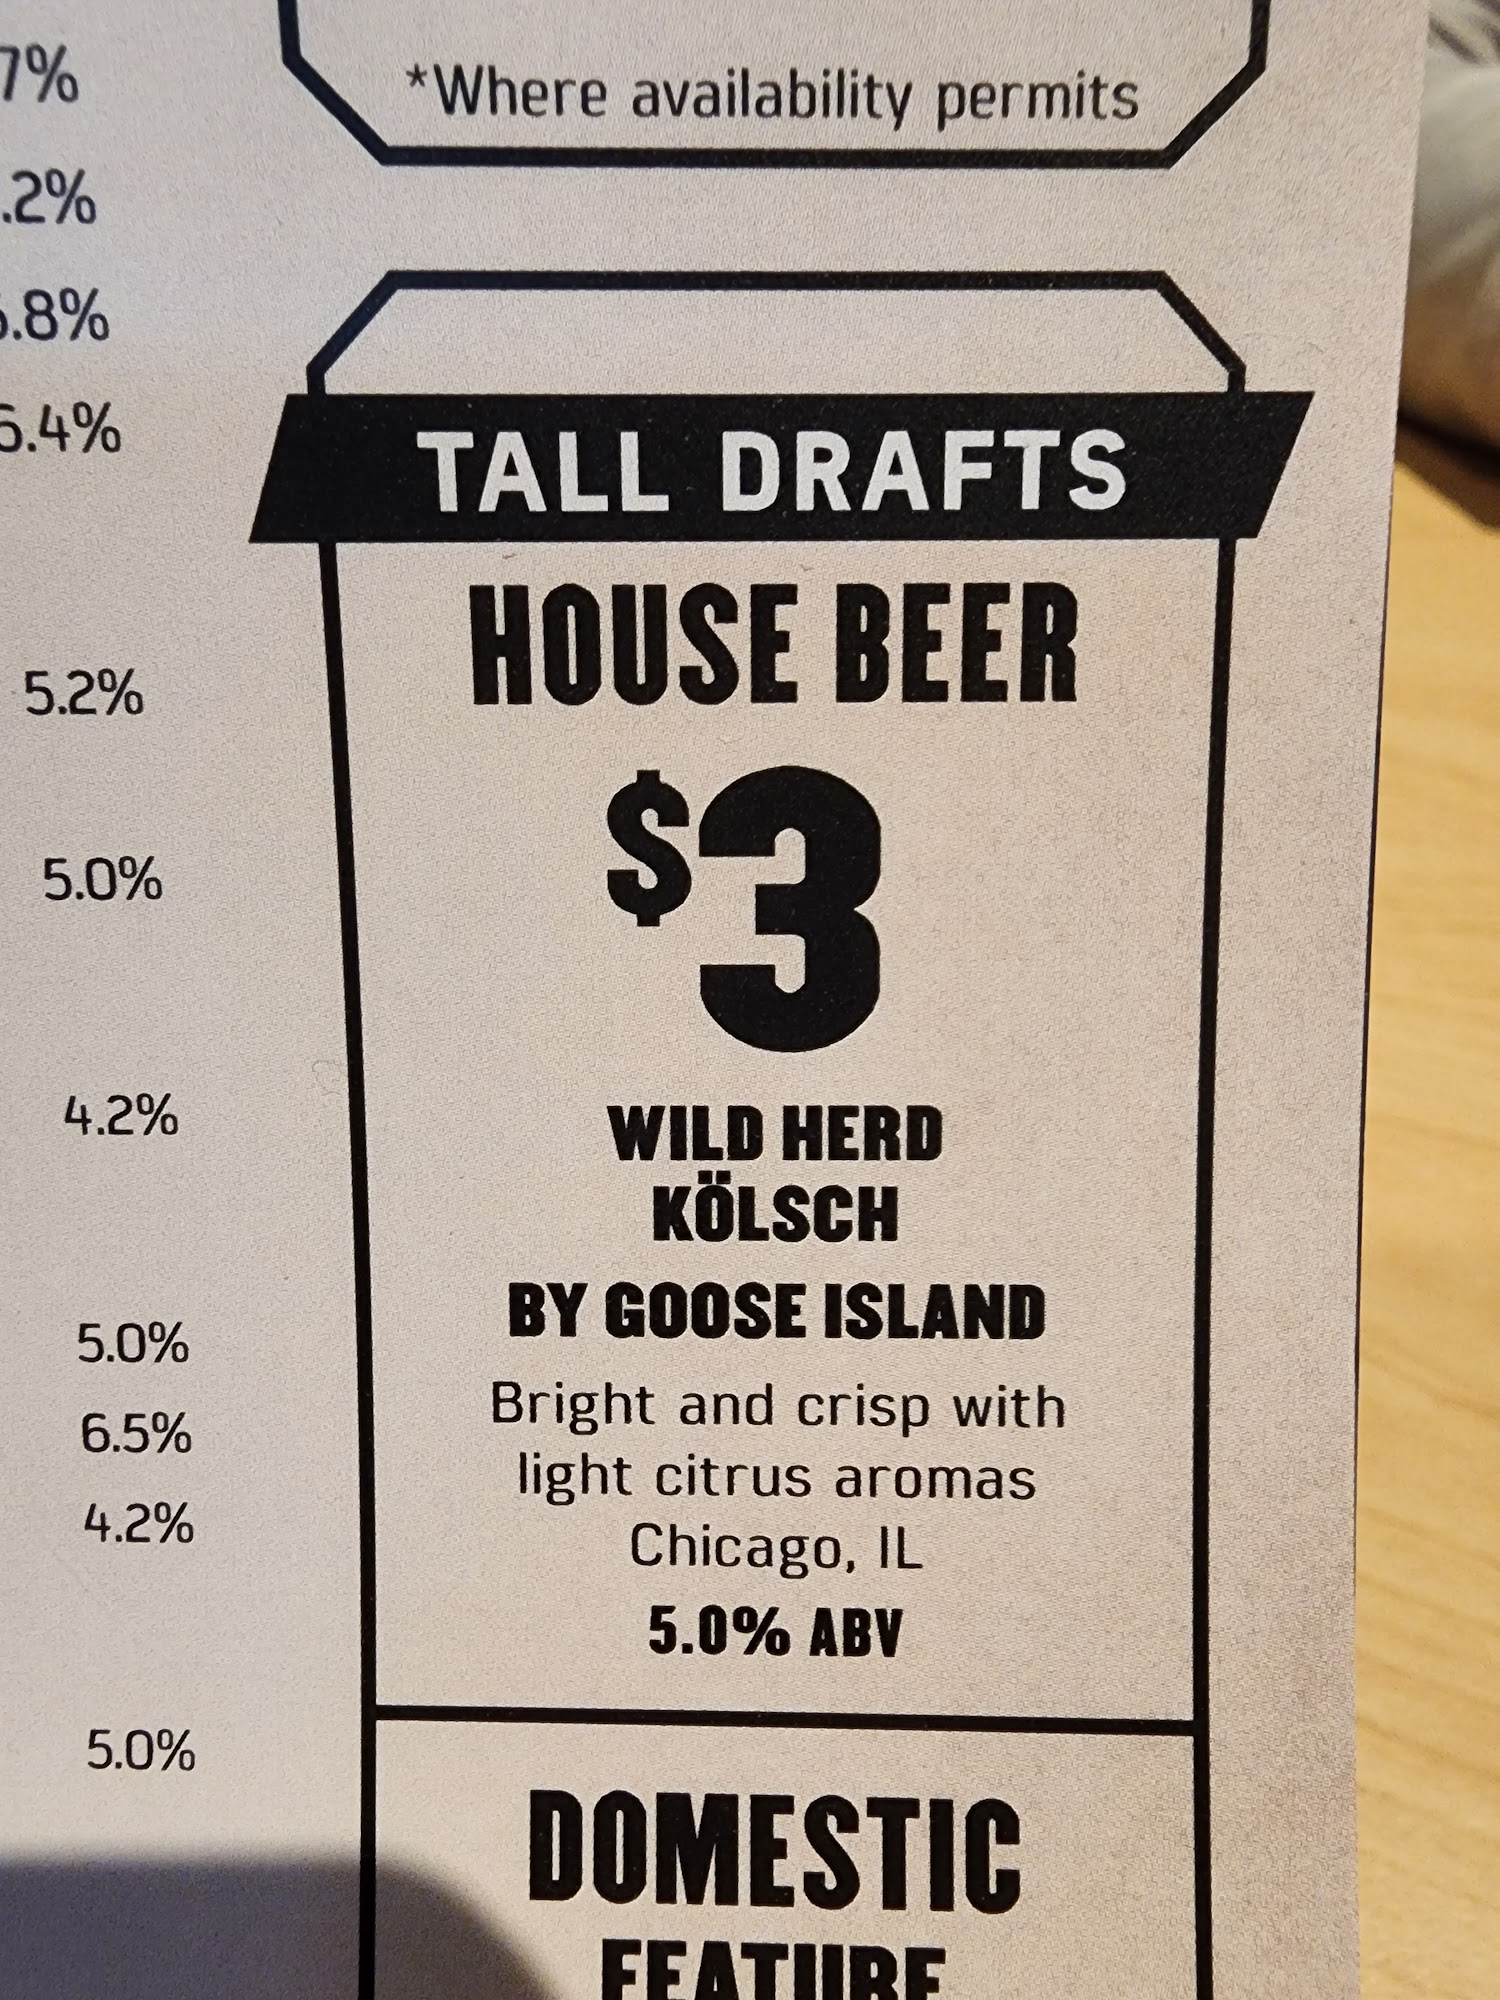 7%
.2%
.8%
6.4%
5.2%
5.0%
4.2%
5.0%
6.5%
4.2%
5.0%
*Where availability permits
TALL DRAFTS
HOUSE BEER
$3
WILD HERD
KÖLSCH
BY GOOSE ISLAND
Bright and crisp with
light citrus aromas
Chicago, IL
5.0% ABV
DOMESTIC
FEATURE